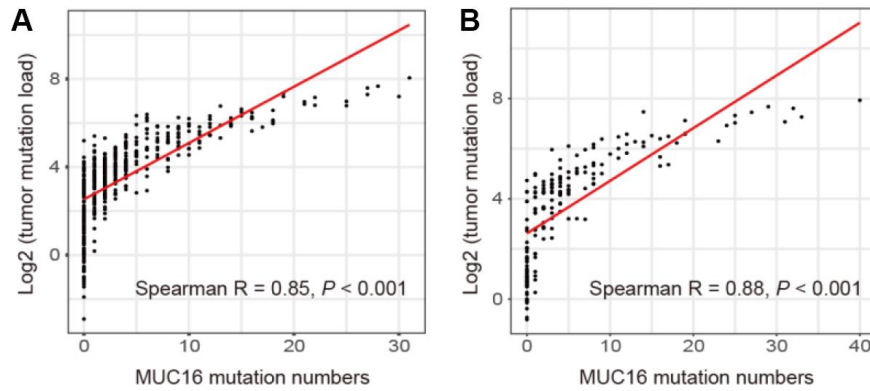 A
Log2 (tumor mutation load)
8
4
0
Spearman R = 0.85, P < 0.001
0
10
20
30
MUC16 mutation numbers
B
Log2 (tumor mutation load)
8
4
0
Spearman R = 0.88, P < 0.001
0
10
20
30
40
MUC16 mutation numbers